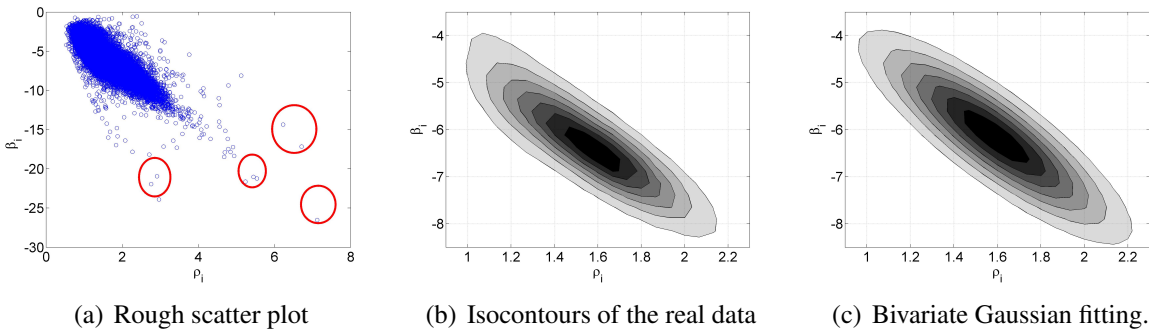 0
-5
-10
-15
-20
-25
-30
βi
0 2 4 6 8
ρi
-4
-5
-6
-7
-8
βi
1 1.2 1.4 1.6 1.8 2 2.2
ρi
-4
-5
-6
-7
-8
βi
1 1.2 1.4 1.6 1.8 2 2.2
ρi
(a) Rough scatter plot
(b) Isocontours of the real data
(c) Bivariate Gaussian fitting.